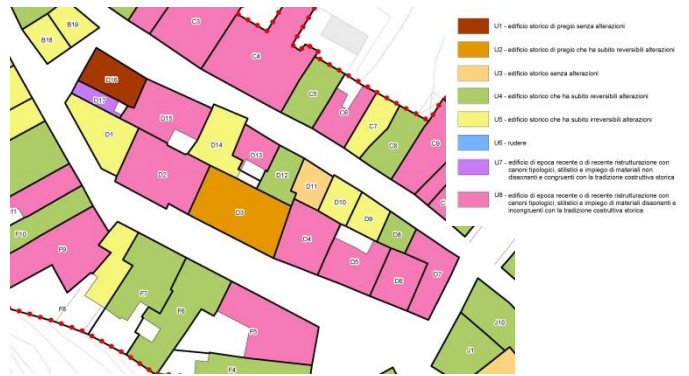 B18
B19
C3
C4
C5
C6
C7
C8
C9
D16
D17
D15
D1
D14
D13
D12
D2
D11
D10
D9
D8
D3
D4
D5
D6
D7
11
F10
F9
F8
F7
F6
F5
F4
J10
J1
U1 - edificio storico di pregio senza alterazioni
U2 - edificio storico di pregio che ha subito reversibili alterazioni
U3 - edificio storico senza alterazioni
U4 - edificio storico che ha subito reversibili alterazioni
U5 - edificio storico che ha subito irreversibili alterazioni
U6 - rudere
U7 - edificio di epoca recente o di recente ristrutturazione con
canoni tipologici, stilistici e impiego di materiali non
dissonanti e congruenti con la tradizione costruttiva storica
U8 - edificio di epoca recente o di recente ristrutturazione con
canoni tipologici, stilistici e impiego di materiali dissonanti e
incongruenti con la tradizione costruttiva storica